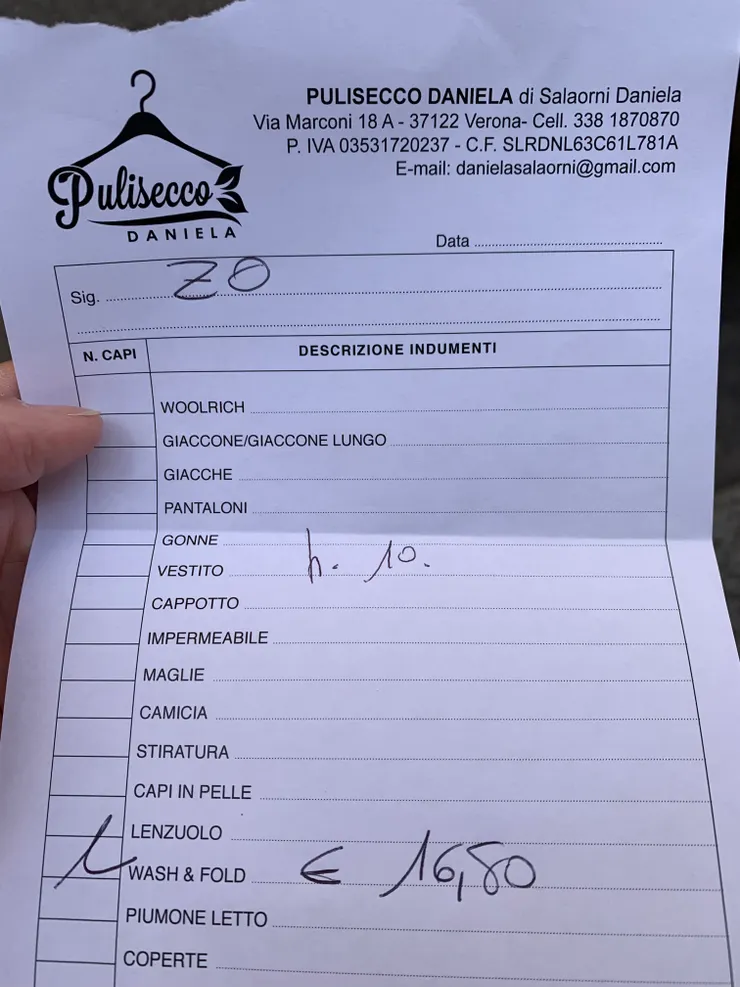 PULISECCO DANIELA di Salaorni Daniela
Via Marconi 18 A - 37122 Verona- Cell. 338 1870870
P. IVA 03531720237 - C.F. SLRDNL63C61L781A
E-mail: danielasalaorni@gmail.com
Pulisecco
DANIELA
Data
Sig. ZO
N. CAPI DESCRIZIONE INDUMENTI
WOOLRICH
GIACCONE/GIACCONE LUNGO
GIACCHE
PANTALONI
GONNE
VESTITO h. 10.
CAPPOTTO
IMPERMEABILE
MAGLIE
CAMICIA
STIRATURA
CAPI IN PELLE
LENZUOLO
WASH & FOLD € 16,80
PIUMONE LETTO
COPERTE